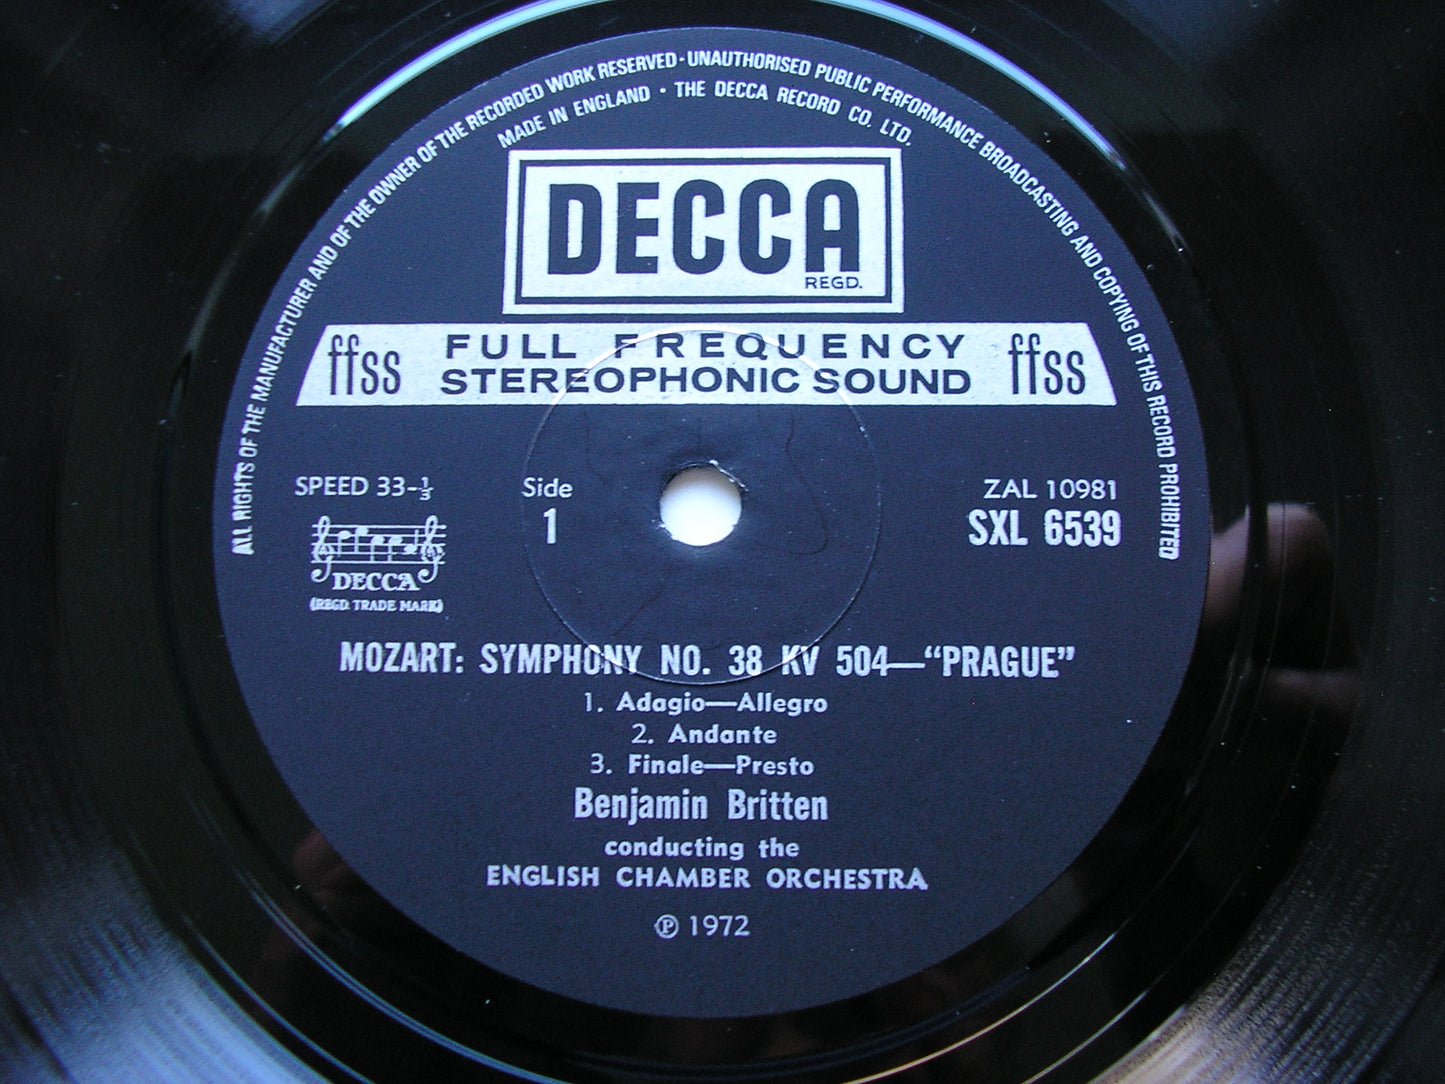 ALL RIGHTS OF THE MANUFACTURER AND OF THE OWNER OF THE RECORDED WORK RESERVED · UNAUTHORISED PUBLIC PERFORMANCE BROADCASTING AND COPYING OF THIS RECORD PROHIBITED
MADE IN ENGLAND · THE DECCA RECORD CO. LTD.
DECCA
REGD.
ffss FULL FREQUENCY STEREOPHONIC SOUND ffss
SPEED 33-⅓
Side
1
ZAL 10981
SXL 6539
DECCA
(REGD. TRADE MARK)
MOZART: SYMPHONY NO. 38 KV 504—“PRAGUE”
1. Adagio—Allegro
2. Andante
3. Finale—Presto
Benjamin Britten
conducting the
ENGLISH CHAMBER ORCHESTRA
℗ 1972